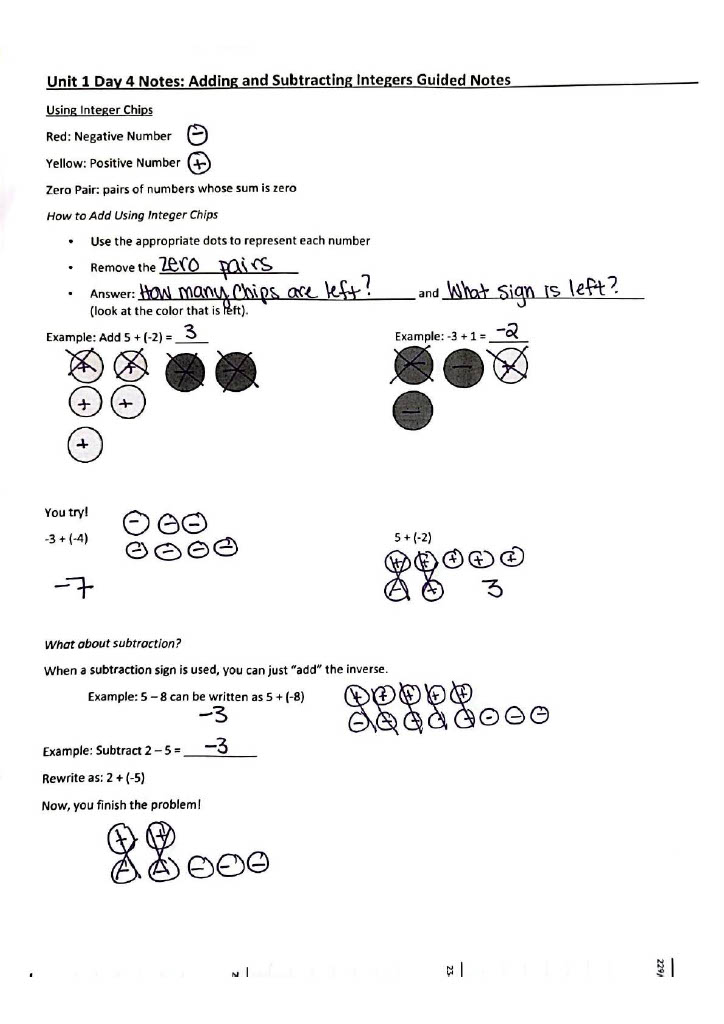 Unit 1 Day 4 Notes: Adding and Subtracting Integers Guided Notes
Using Integer Chips
Red: Negative Number −
Yellow: Positive Number +
Zero Pair: pairs of numbers whose sum is zero
How to Add Using Integer Chips
• Use the appropriate dots to represent each number
• Remove the zero pairs
• Answer: How many chips are left? and What sign is left?
(look at the color that is left).
Example: Add 5 + (-2) = 3
+ + − −
+ +
+
Example: -3 + 1 = -2
− − +
−
You try!
-3 + (-4)
− − −
− − − −
-7
5 + (-2)
+ + + + +
− − 3
What about subtraction?
When a subtraction sign is used, you can just "add" the inverse.
Example: 5 – 8 can be written as 5 + (-8)
-3
+ + + + +
− − − − − − − −
Example: Subtract 2 – 5 = -3
Rewrite as: 2 + (-5)
Now, you finish the problem!
+ +
− − − − −